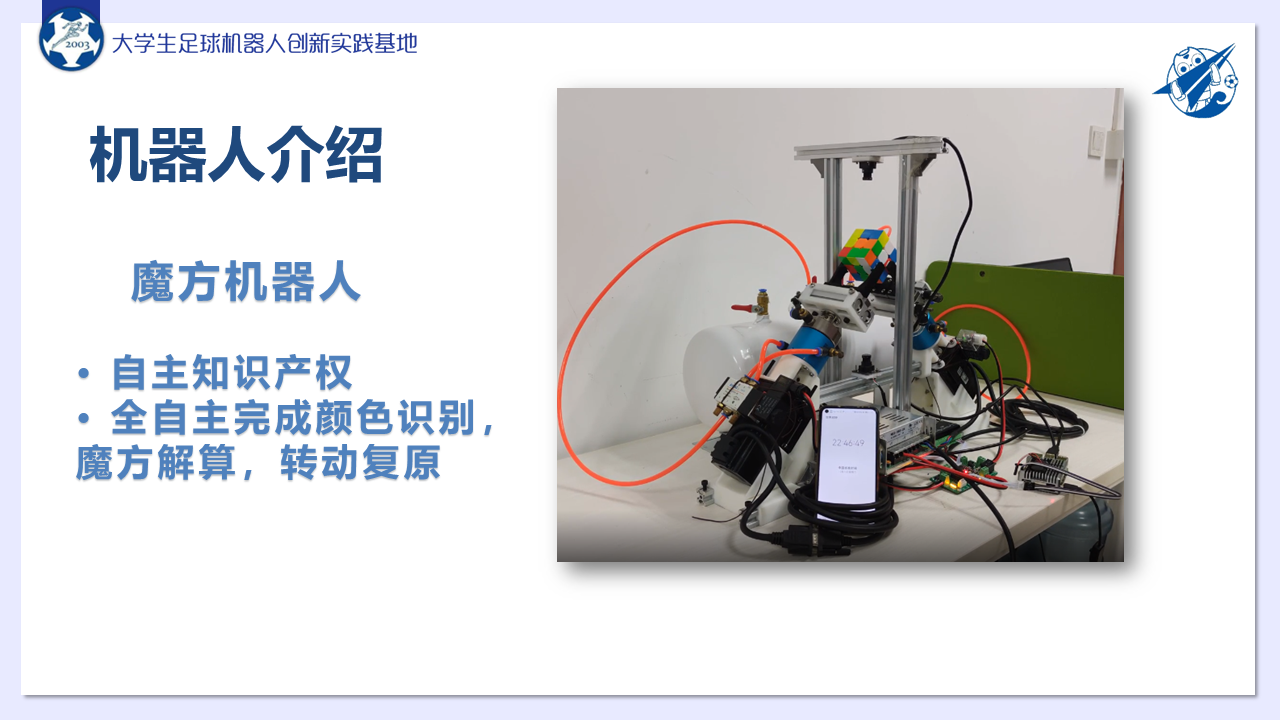 2003
大学生足球机器人创新实践基地
机器人介绍
魔方机器人
• 自主知识产权
• 全自主完成颜色识别，
魔方解算，转动复原
22:46:49